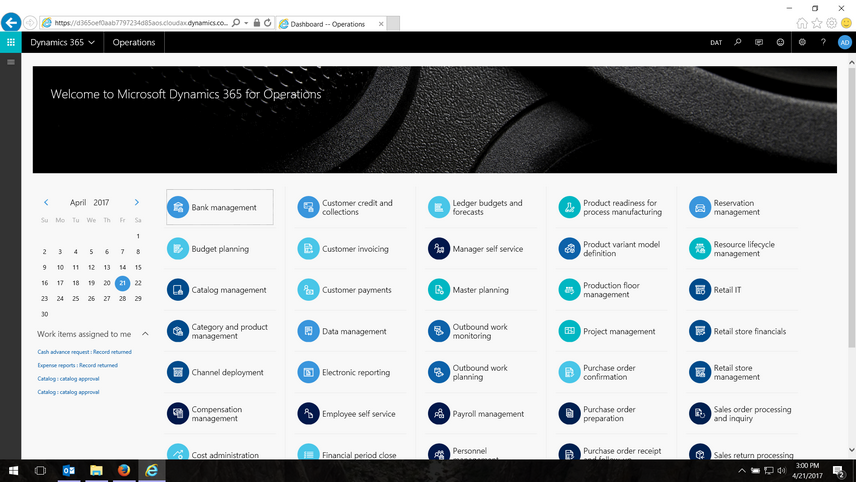 https://d365oef0aab7797234d85aos.cloudax.dynamics.co...
Dashboard -- Operations
Dynamics 365
Operations
DAT
AD
Welcome to Microsoft Dynamics 365 for Operations
April 2017
Su Mo Tu We Th Fr Sa
1
2 3 4 5 6 7 8
9 10 11 12 13 14 15
16 17 18 19 20 21 22
23 24 25 26 27 28 29
30
Work items assigned to me
Cash advance request : Record returned
Expense reports : Record returned
Catalog : catalog approval
Catalog : catalog approval
Bank management
Budget planning
Catalog management
Category and product
management
Channel deployment
Compensation
management
Cost administration
Customer credit and
collections
Customer invoicing
Customer payments
Data management
Electronic reporting
Employee self service
Financial period close
Ledger budgets and
forecasts
Manager self service
Master planning
Outbound work
monitoring
Outbound work
planning
Payroll management
Personnel
management
Product readiness for
process manufacturing
Product variant model
definition
Production floor
management
Project management
Purchase order
confirmation
Purchase order
preparation
Purchase order receipt
and follow-up
Reservation
management
Resource lifecycle
management
Retail IT
Retail store financials
Retail store
management
Sales order processing
and inquiry
Sales return processing
3:00 PM
4/21/2017
2